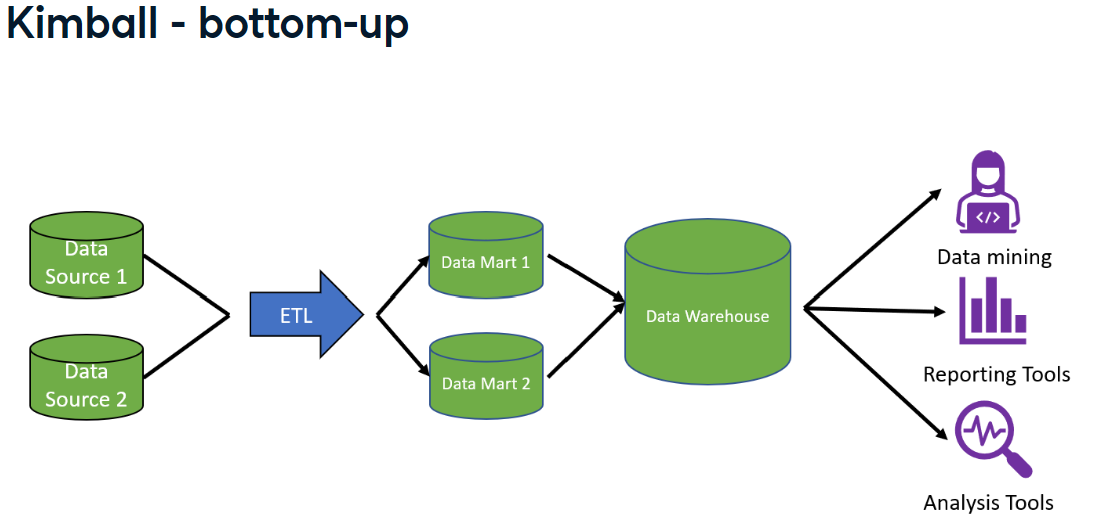 Kimball - bottom-up
Data
Source 1
Data
Source 2
ETL
Data Mart 1
Data Mart 2
Data Warehouse
</>
Data mining
Reporting Tools
Analysis Tools